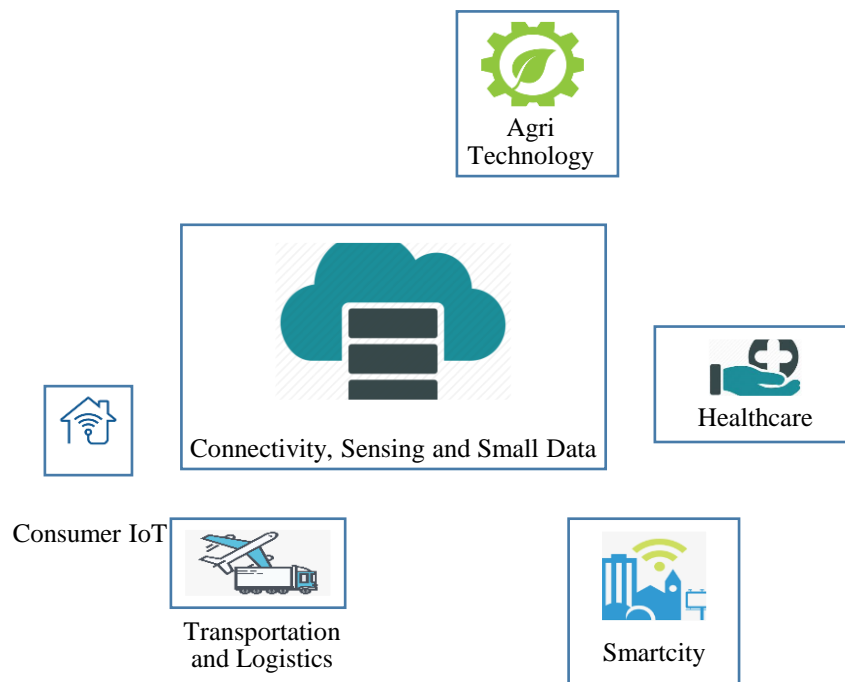 Agri
Technology
Connectivity, Sensing and Small Data
Healthcare
Consumer IoT
Transportation
and Logistics
Smartcity